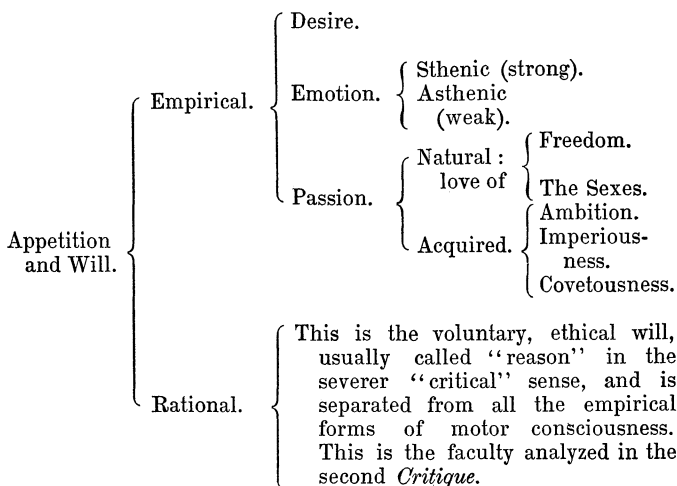 Desire.
Empirical.
Emotion.
Sthenic (strong).
Asthenic
(weak).
Passion.
Natural :
love of
Freedom.
The Sexes.
Acquired.
Ambition.
Imperious-
ness.
Covetousness.
Appetition
and Will.
Rational.
This is the voluntary, ethical will,
usually called “reason” in the
severer “critical” sense, and is
separated from all the empirical
forms of motor consciousness.
This is the faculty analyzed in the
second Critique.